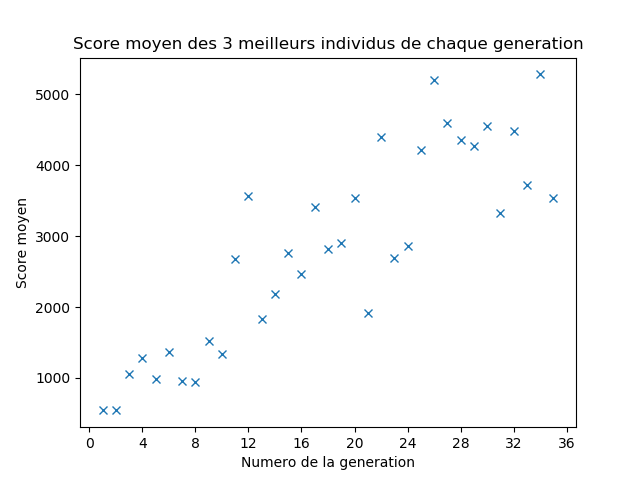 Score moyen des 3 meilleurs individus de chaque generation
5000
4000
3000
2000
1000
Score moyen
0 4 8 12 16 20 24 28 32 36
Numero de la generation